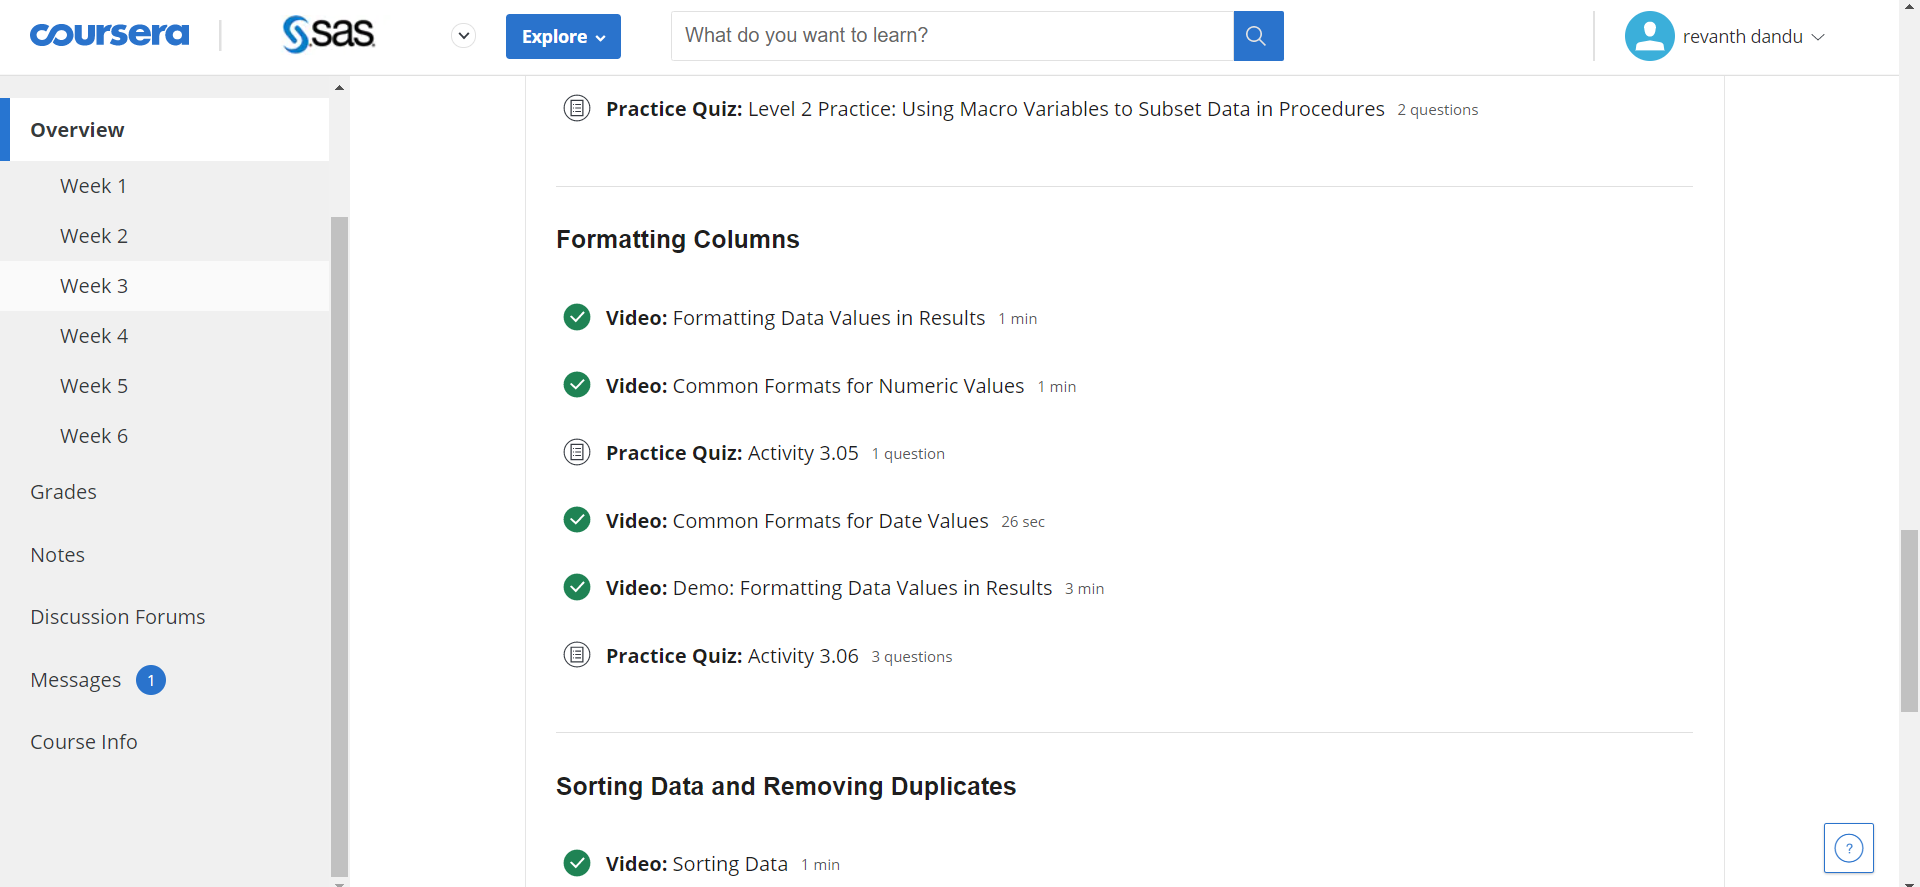 coursera
sas
Explore
What do you want to learn?
revanth dandu
Overview
Week 1
Week 2
Week 3
Week 4
Week 5
Week 6
Grades
Notes
Discussion Forums
Messages 1
Course Info
Practice Quiz: Level 2 Practice: Using Macro Variables to Subset Data in Procedures 2 questions
Formatting Columns
Video: Formatting Data Values in Results 1 min
Video: Common Formats for Numeric Values 1 min
Practice Quiz: Activity 3.05 1 question
Video: Common Formats for Date Values 26 sec
Video: Demo: Formatting Data Values in Results 3 min
Practice Quiz: Activity 3.06 3 questions
Sorting Data and Removing Duplicates
Video: Sorting Data 1 min
?